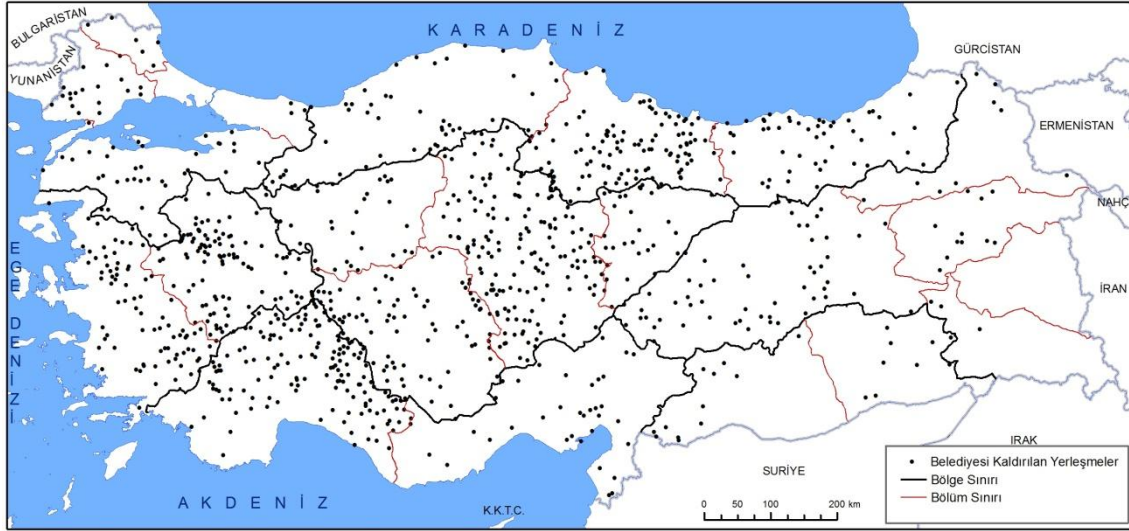 BULGARİSTAN
YUNANİSTAN
K A R A D E N İ Z
GÜRCİSTAN
ERMENİSTAN
NAHÇ
İRAN
E G E D E N İ Z İ
IRAK
SURİYE
A K D E N İ Z
K.K.T.C.
0 50 100 200 km
Belediyesi Kaldırılan Yerleşmeler
Bölge Sınırı
Bölüm Sınırı